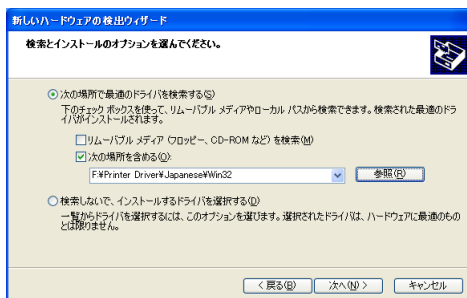 新しいハードウェアの検出ウィザード
検索とインストールのオプションを選んでください。
次の場所で最適のドライバを検索する(S)
下のチェック ボックスを使って、リムーバブル メディアやローカル パスから検索できます。検索された最適のドラ
イバがインストールされます。
リムーバブル メディア (フロッピー、CD-ROM など) を検索(M)
次の場所を含める(O):
F:¥Printer Driver¥Japanese¥Win32
参照(R)
検索しないで、インストールするドライバを選択する(D)
一覧からドライバを選択するには、このオプションを選びます。選択されたドライバは、ハードウェアに最適のもの
とは限りません。
< 戻る(B) 次へ(N) > キャンセル